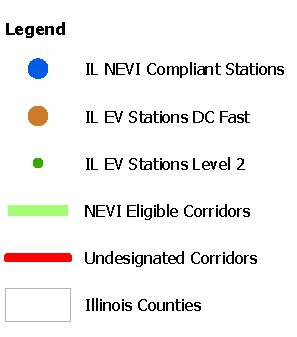 Legend
IL NEVI Compliant Stations
IL EV Stations DC Fast
IL EV Stations Level 2
NEVI Eligible Corridors
Undesignated Corridors
Illinois Counties